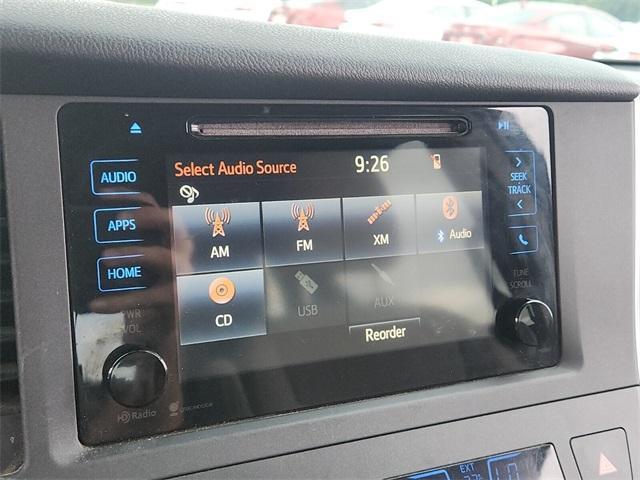 Select Audio Source 9:26
AUDIO
APPS
HOME
PWR
VOL
SEEK
TRACK
TUNE
SCROLL
AM FM XM Audio
CD USB AUX
Reorder
HD Radio
EXT